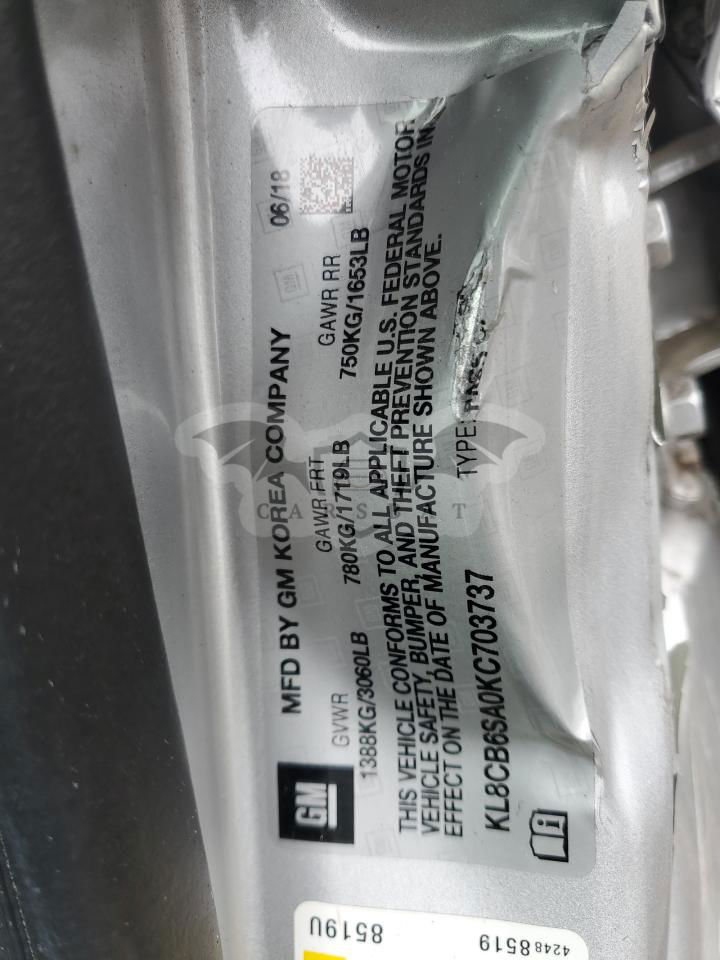 GM
MFD BY GM KOREA COMPANY 06/18
GVWR GAWR FRT GAWR RR
1388KG/3060LB 780KG/1719LB 750KG/1653LB
THIS VEHICLE CONFORMS TO ALL APPLICABLE U.S. FEDERAL MOTOR
VEHICLE SAFETY, BUMPER, AND THEFT PREVENTION STANDARDS IN
EFFECT ON THE DATE OF MANUFACTURE SHOWN ABOVE.
KL8CB6SA0KC703737 TYPE:
8519U
42488519